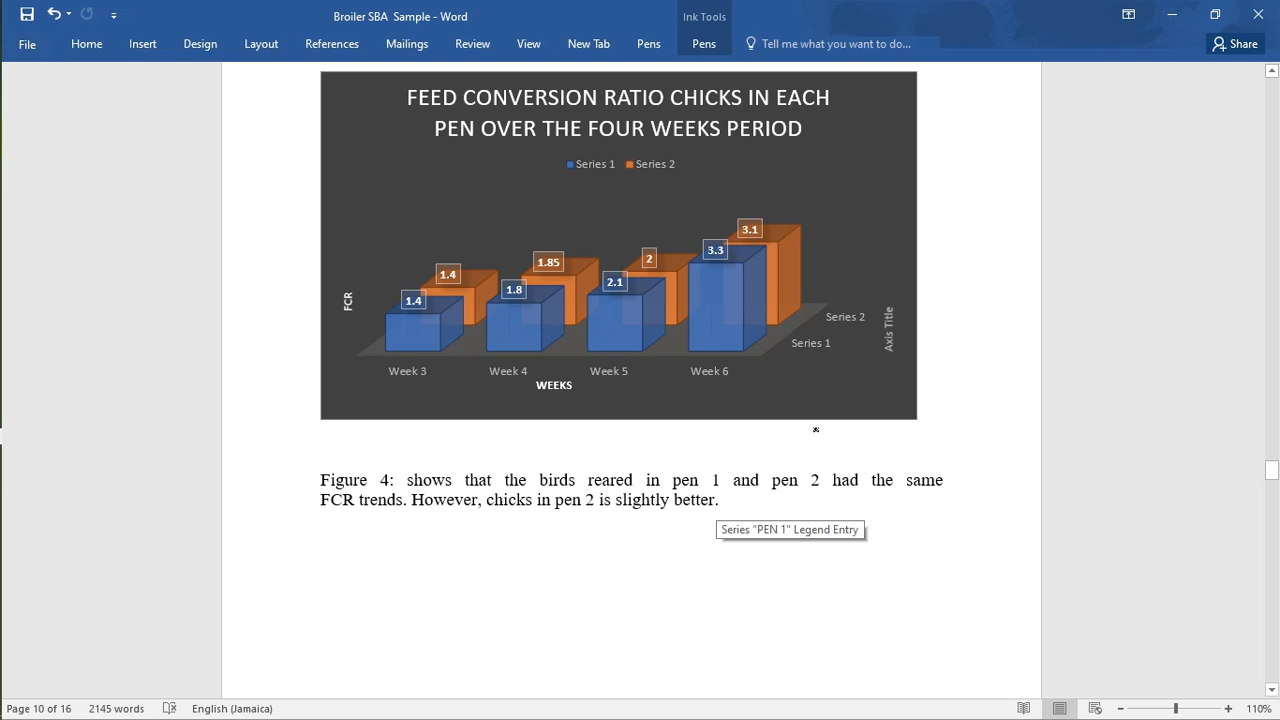 Broiler SBA Sample - Word
Ink Tools
File Home Insert Design Layout References Mailings Review View New Tab Pens Pens Tell me what you want to do... Share
FEED CONVERSION RATIO CHICKS IN EACH
PEN OVER THE FOUR WEEKS PERIOD
Series 1 Series 2
3.1
3.3
1.85
2
1.4
2.1
1.8
1.4
FCR
Series 2
Series 1
Axis Title
Week 3 Week 4 Week 5 Week 6
WEEKS
Figure 4: shows that the birds reared in pen 1 and pen 2 had the same
FCR trends. However, chicks in pen 2 is slightly better.
Series "PEN 1" Legend Entry
Page 10 of 16 2145 words English (Jamaica) 110%